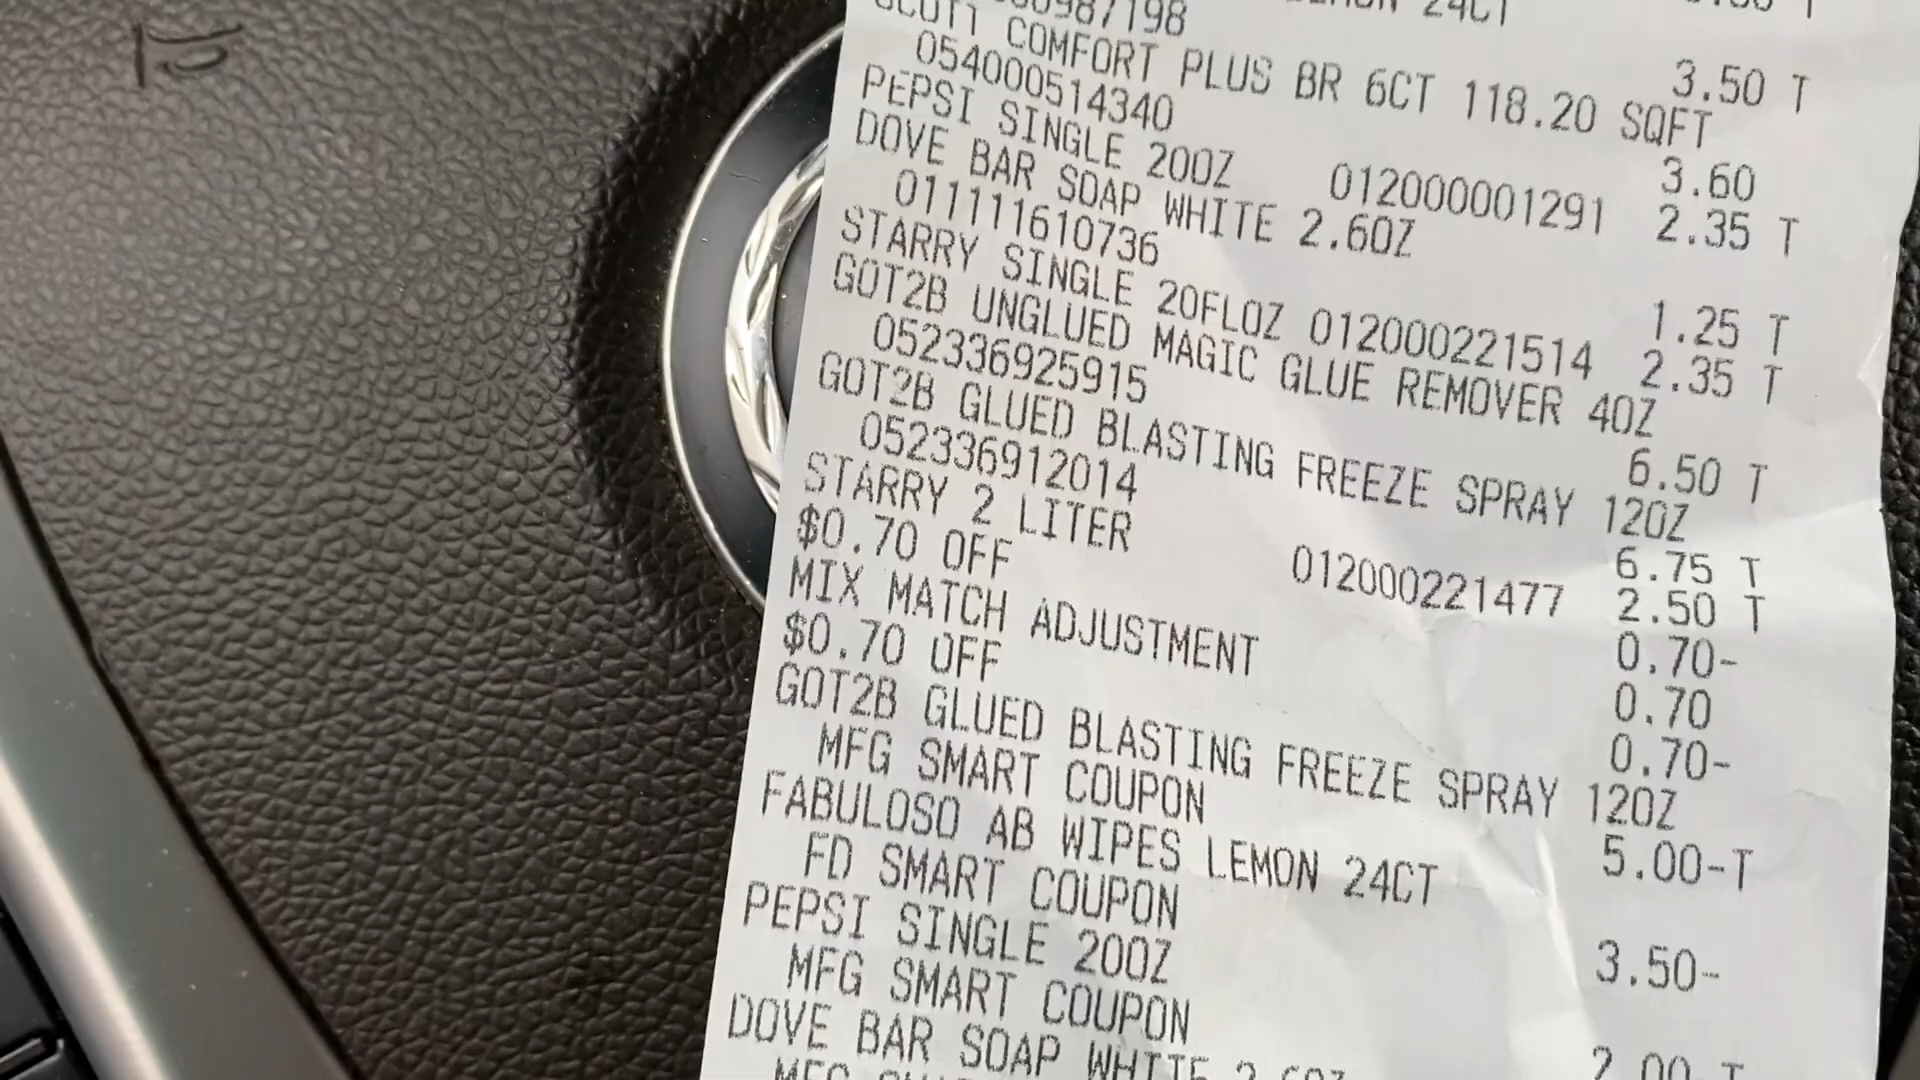 987198
24CT
3.50 T
SCOTT COMFORT PLUS BR 6CT 118.20 SQFT
054000514340
3.60
PEPSI SINGLE 20OZ 012000001291 2.35 T
DOVE BAR SOAP WHITE 2.6OZ
011111610736
1.25 T
STARRY SINGLE 20FLOZ 012000221514 2.35 T
GOT2B UNGLUED MAGIC GLUE REMOVER 4OZ
052336925915
6.50 T
GOT2B GLUED BLASTING FREEZE SPRAY 12OZ
052336912014
6.75 T
STARRY 2 LITER 012000221477 2.50 T
$0.70 OFF 0.70-
MIX MATCH ADJUSTMENT 0.70
$0.70 OFF 0.70-
GOT2B GLUED BLASTING FREEZE SPRAY 12OZ
MFG SMART COUPON 5.00-T
FABULOSO AB WIPES LEMON 24CT
FD SMART COUPON 3.50-
PEPSI SINGLE 20OZ
MFG SMART COUPON 2.00 T
DOVE BAR SOAP WHITE 2.6OZ
MFG